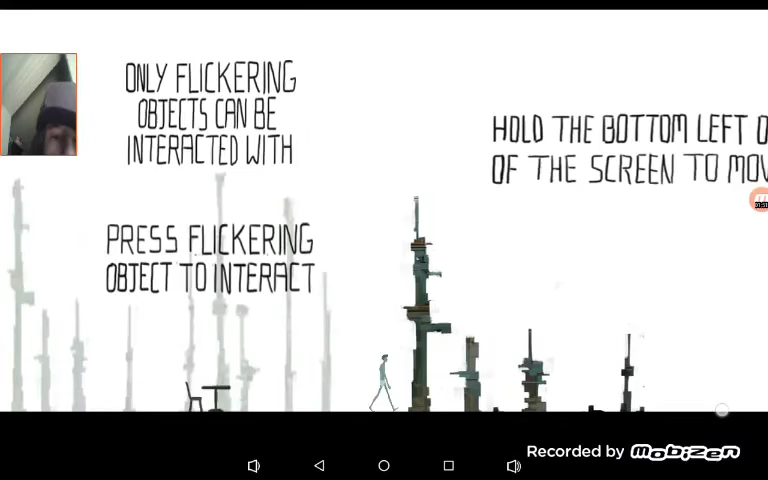 ONLY FLICKERING
OBJECTS CAN BE
INTERACTED WITH
PRESS FLICKERING
OBJECT TO INTERACT
HOLD THE BOTTOM LEFT
OF THE SCREEN TO
Recorded by MOBIZEN